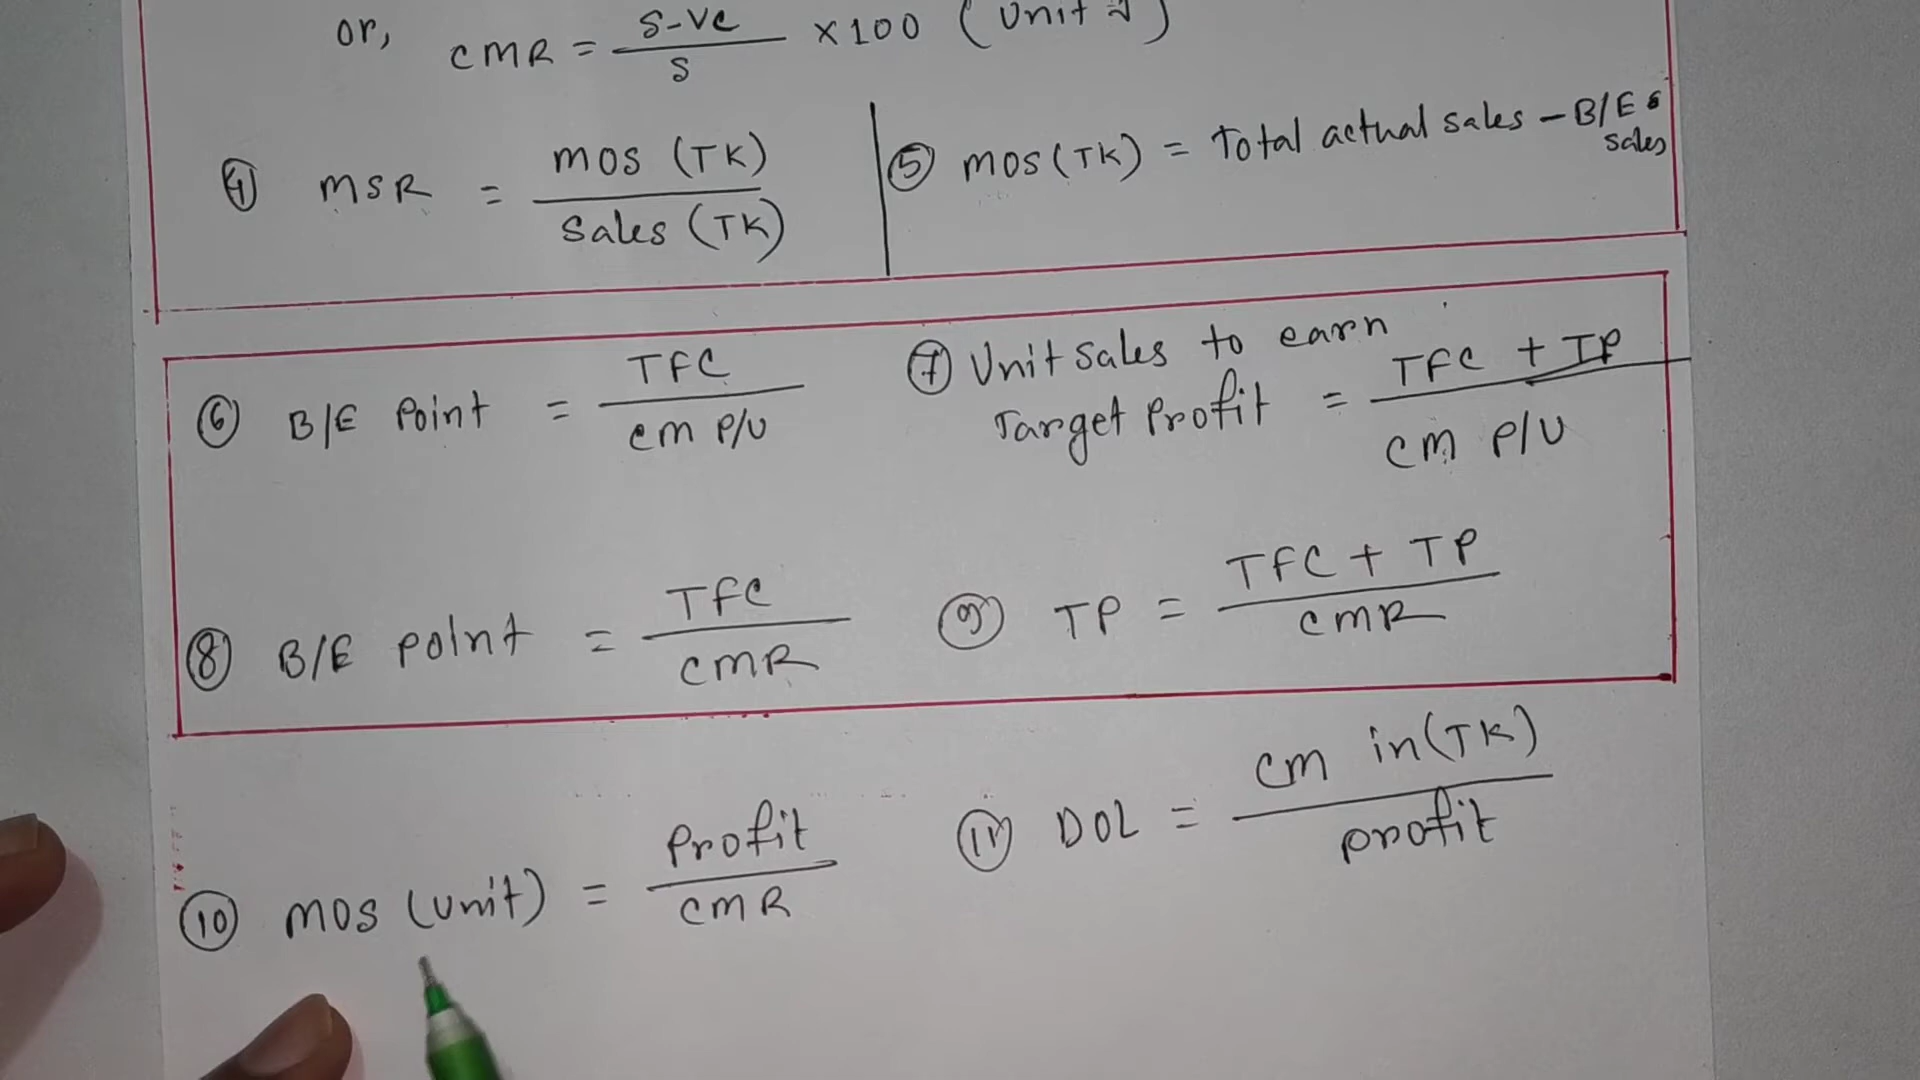 or, CMR = S-VC / S × 100 (Unit
④ MSR = MOS (TK) / Sales (TK)
⑤ MOS (TK) = Total actual sales - B/E Sales
⑥ B/E Point = TFC / CM P/U
⑦ Unit Sales to earn Target Profit = TFC + TP / CM P/U
⑧ B/E Point = TFC / CMR
⑨ TP = TFC + TP / CMR
⑩ MOS (Unit) = Profit / CMR
⑪ DOL = CM in (TK) / Profit